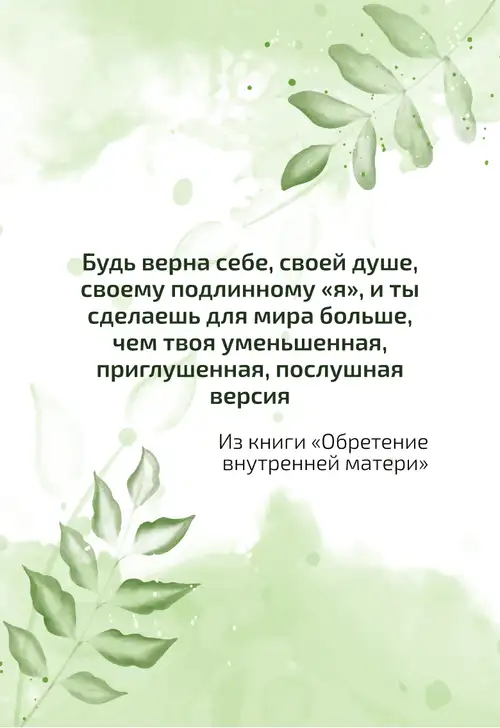 Будь верна себе, своей душе,
своему подлинному «я», и ты
сделаешь для мира больше,
чем твоя уменьшенная,
приглушенная, послушная
версия
Из книги «Обретение
внутренней матери»